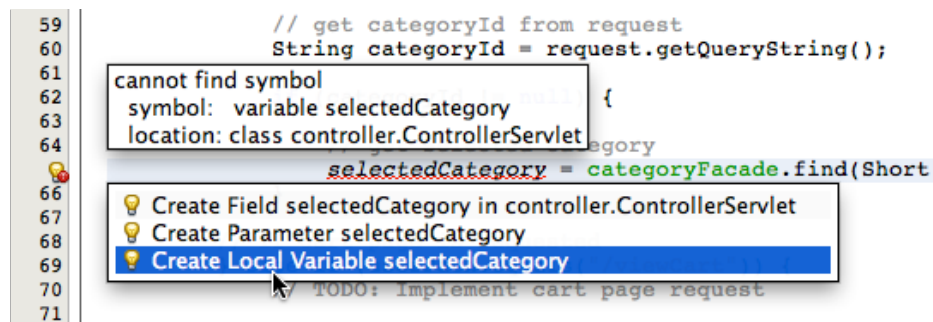 59 // get categoryId from request
60 String categoryId = request.getQueryString();
61
cannot find symbol
symbol: variable selectedCategory
location: class controller.ControllerServlet
62 null) {
63
64 category
selectedCategory = categoryFacade.find(Short
66
Create Field selectedCategory in controller.ControllerServlet
67
Create Parameter selectedCategory
68
Create Local Variable selectedCategory
69 {
70 // TODO: Implement cart page request
71